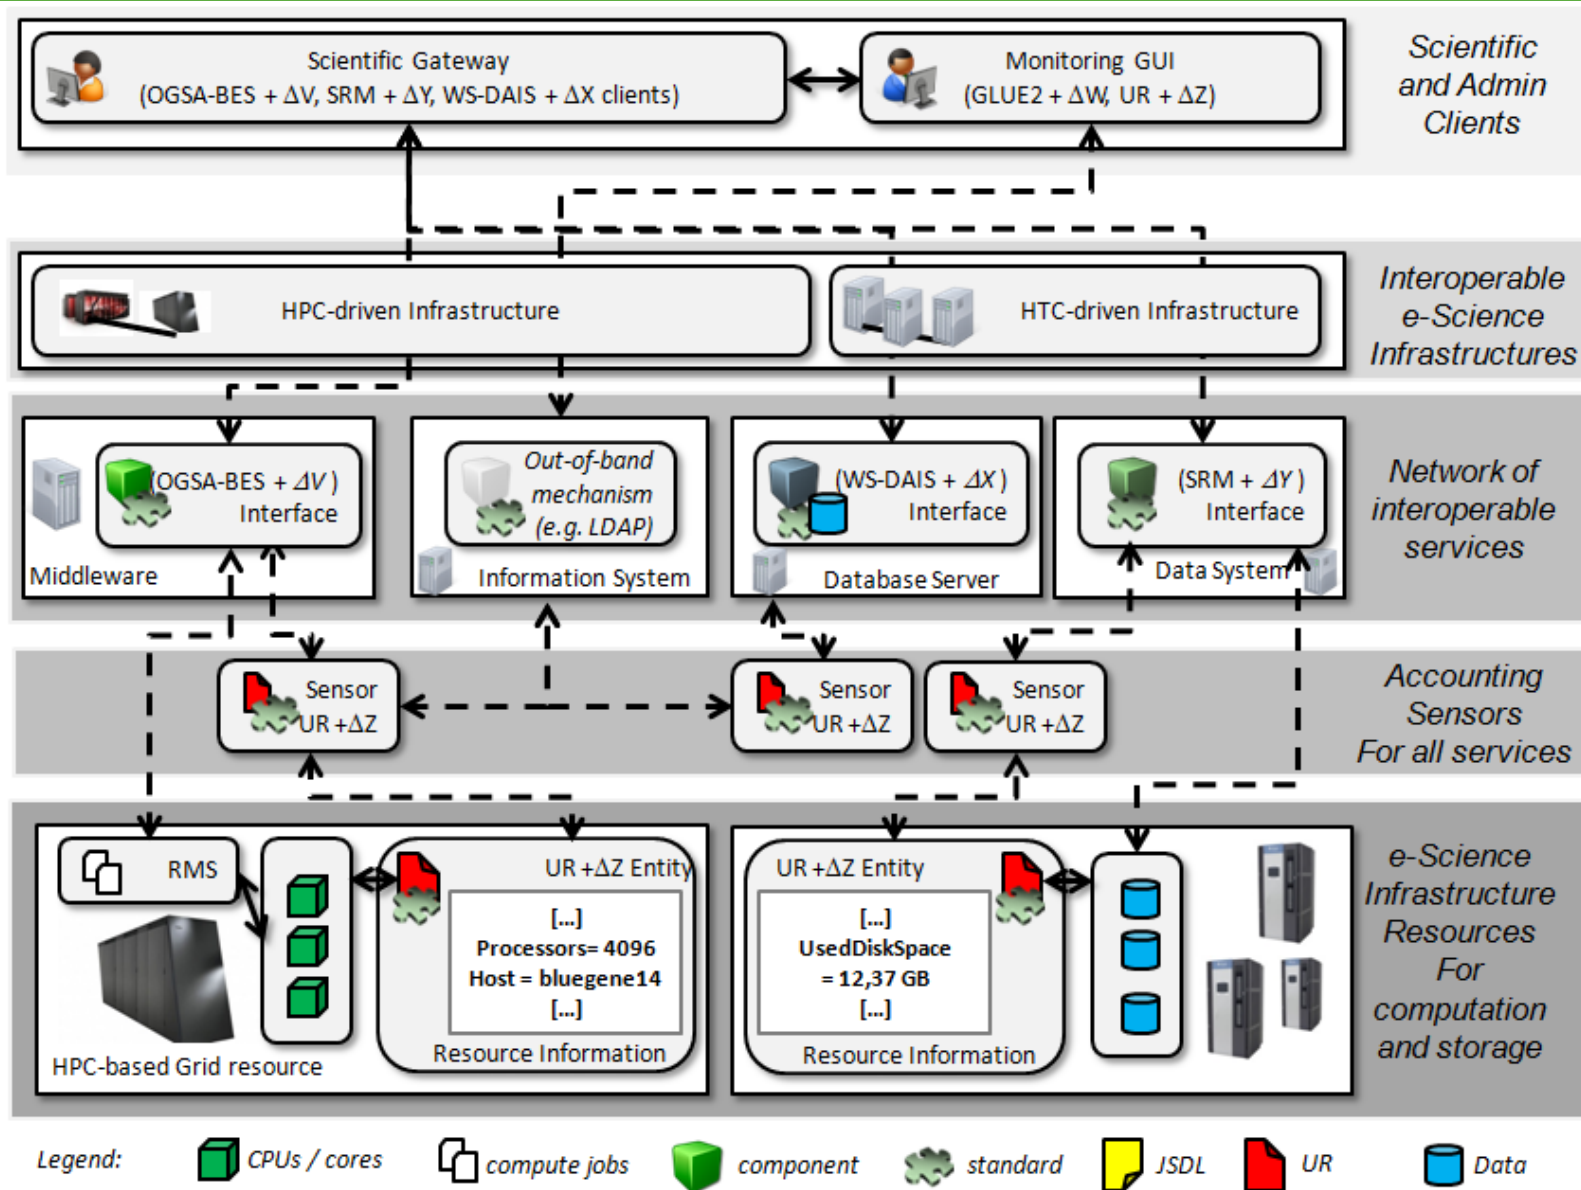 Scientific Gateway
(OGSA-BES + ΔV, SRM + ΔY, WS-DAIS + ΔX clients)
Monitoring GUI
(GLUE2 + ΔW, UR + ΔZ)
Scientific
and Admin
Clients
HPC-driven Infrastructure
HTC-driven Infrastructure
Interoperable
e-Science
Infrastructures
(OGSA-BES + ΔV )
Interface
Middleware
Out-of-band
mechanism
(e.g. LDAP)
Information System
(WS-DAIS + ΔX)
Interface
Database Server
(SRM + ΔY )
Interface
Data System
Network of
interoperable
services
Sensor
UR +ΔZ
Sensor
UR +ΔZ
Sensor
UR +ΔZ
Accounting
Sensors
For all services
RMS
HPC-based Grid resource
UR +ΔZ Entity
[...]
Processors= 4096
Host = bluegene14
[...]
Resource Information
UR +ΔZ Entity
[...]
UsedDiskSpace
= 12,37 GB
[...]
Resource Information
e-Science
Infrastructure
Resources
For
computation
and storage
Legend:
CPUs / cores
compute jobs
component
standard
JSDL
UR
Data